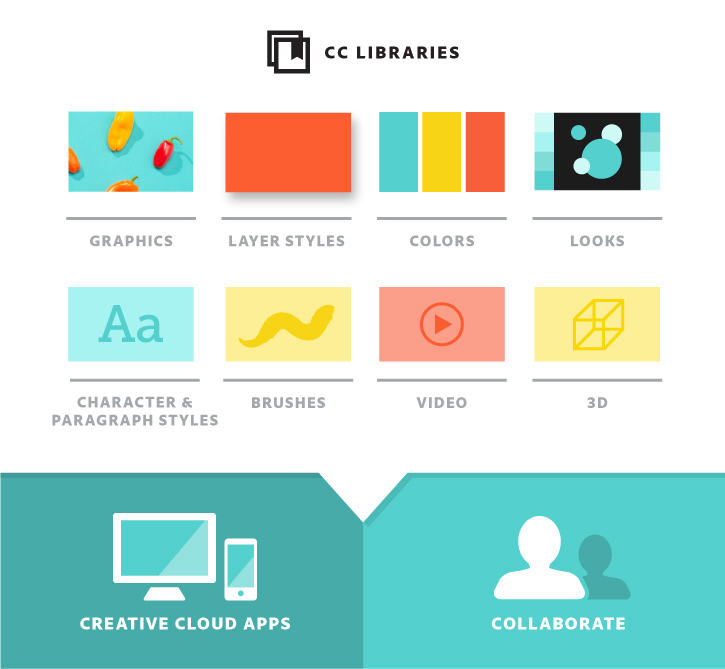 CC LIBRARIES
GRAPHICS
LAYER STYLES
COLORS
LOOKS
Aa
CHARACTER &
PARAGRAPH STYLES
BRUSHES
VIDEO
3D
CREATIVE CLOUD APPS
COLLABORATE